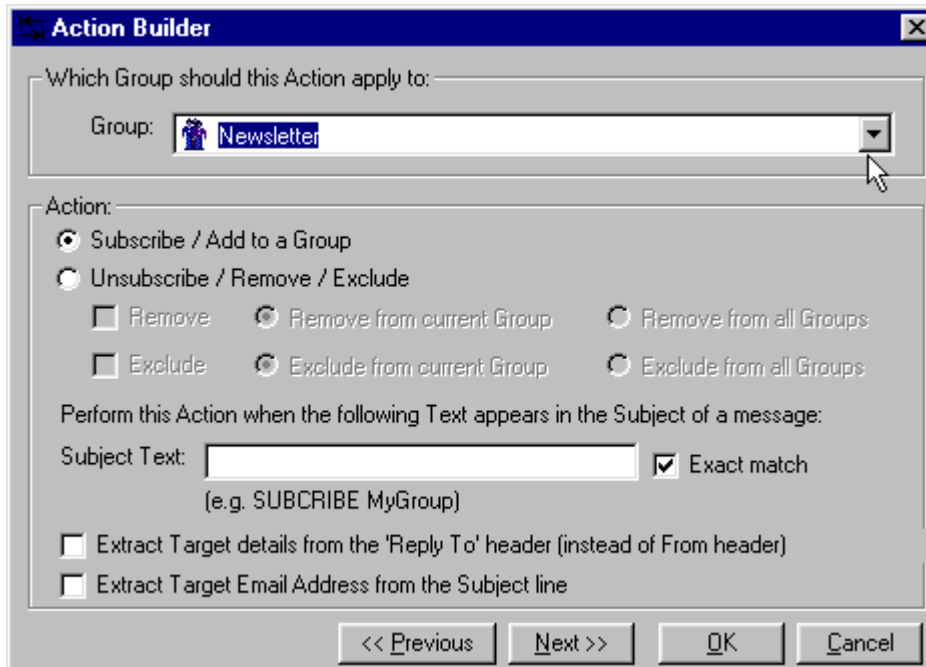 Action Builder
Which Group should this Action apply to:
Group: Newsletter
Action:
Subscribe / Add to a Group
Unsubscribe / Remove / Exclude
Remove Remove from current Group Remove from all Groups
Exclude Exclude from current Group Exclude from all Groups
Perform this Action when the following Text appears in the Subject of a message:
Subject Text: Exact match
(e.g. SUBCRIBE MyGroup)
Extract Target details from the 'Reply To' header (instead of From header)
Extract Target Email Address from the Subject line
<< Previous Next >> OK Cancel